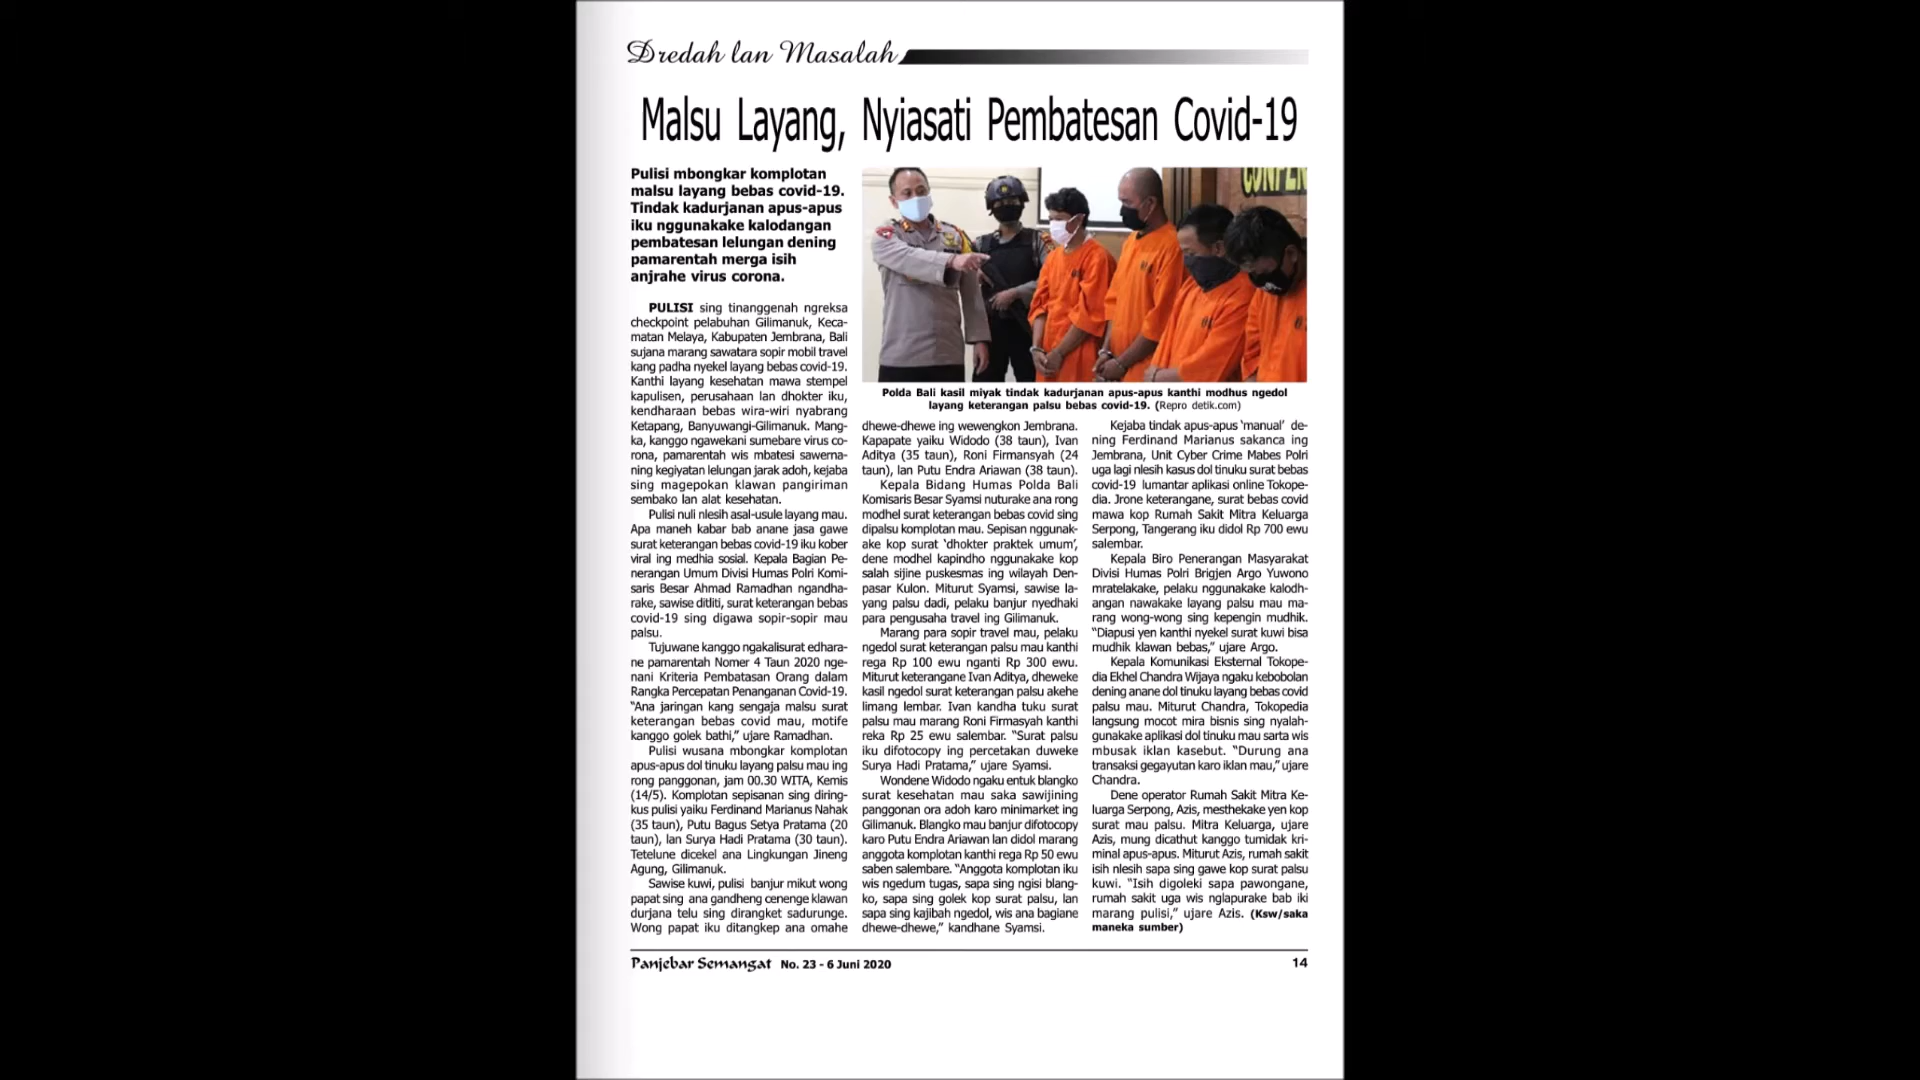 Dredah lan Masalah
Malsu Layang, Nyiasati Pembatesan Covid-19
Pulisi mbongkar komplotan
malsu layang bebas covid-19.
Tindak kadurjanan apus-apus
iku nggunakake kalodangan
pembatesan lelungan dening
pamarentah merga isih
anjrahe virus corona.
PULISI sing tinanggenah ngreksa
checkpoint pelabuhan Gilimanuk, Keca-
matan Melaya, Kabupaten Jembrana, Bali
sujana marang sawatara sopir mobil travel
kang padha nyekel layang bebas covid-19.
Kanthi layang kesehatan mawa stempel
kapulisen, perusahaan lan dhokter iku,
kendharaan bebas wira-wiri nyabrang
Ketapang, Banyuwangi-Gilimanuk. Mang-
ka, kanggo ngawekani sumebare virus co-
rona, pamarentah wis mbatesi sawerna-
ning kegiyatan lelungan jarak adoh, kejaba
sing magepokan klawan pangiriman
sembako lan alat kesehatan.
Pulisi nuli nlesih asal-usule layang mau.
Apa maneh kabar bab anane jasa gawe
surat keterangan bebas covid-19 iku kober
viral ing medhia sosial. Kepala Bagian Pe-
nerangan Umum Divisi Humas Polri Komi-
saris Besar Ahmad Ramadhan ngandha-
rake, sawise ditliti, surat keterangan bebas
covid-19 sing digawa sopir-sopir mau
palsu.
Tujuwane kanggo ngakalisurat edhara-
ne pamarentah Nomer 4 Taun 2020 nge-
nani Kriteria Pembatasan Orang dalam
Rangka Percepatan Penanganan Covid-19.
“Ana jaringan kang sengaja malsu surat
keterangan bebas covid mau, motife
kanggo golek bathi,” ujare Ramadhan.
Pulisi wusana mbongkar komplotan
apus-apus dol tinuku layang palsu mau ing
rong panggonan, jam 00.30 WITA, Kemis
(14/5). Komplotan sepisanan sing diring-
kus pulisi yaiku Ferdinand Marianus Nahak
(35 taun), Putu Bagus Setya Pratama (20
taun), lan Surya Hadi Pratama (30 taun).
Tetelune dicekel ana Lingkungan Jineng
Agung, Gilimanuk.
Sawise kuwi, pulisi banjur mikut wong
papat sing ana gandheng cenenge klawan
durjana telu sing dirangket sadurunge.
Wong papat iku ditangkep ana omahe
CONFEN
Polda Bali kasil miyak tindak kadurjanan apus-apus kanthi modhus ngedol
layang keterangan palsu bebas covid-19. (Repro detik.com)
dhewe-dhewe ing wewengkon Jembrana.
Kapapate yaiku Widodo (38 taun), Ivan
Aditya (35 taun), Roni Firmansyah (24
taun), lan Putu Endra Ariawan (38 taun).
Kepala Bidang Humas Polda Bali
Komisaris Besar Syamsi nuturake ana rong
modhel surat keterangan bebas covid sing
dipalsu komplotan mau. Sepisan nggunak-
ake kop surat ‘dhokter praktek umum’,
dene modhel kapindho nggunakake kop
salah sijine puskesmas ing wilayah Den-
pasar Kulon. Miturut Syamsi, sawise la-
yang palsu dadi, pelaku banjur nyedhaki
para pengusaha travel ing Gilimanuk.
Marang para sopir travel mau, pelaku
ngedol surat keterangan palsu mau kanthi
rega Rp 100 ewu nganti Rp 300 ewu.
Miturut keterangane Ivan Aditya, dheweke
kasil ngedol surat keterangan palsu akehe
limang lembar. Ivan kandha tuku surat
palsu mau marang Roni Firmasyah kanthi
reka Rp 25 ewu salembar. “Surat palsu
iku difotocopy ing percetakan duweke
Surya Hadi Pratama,” ujare Syamsi.
Wondene Widodo ngaku entuk blangko
surat kesehatan mau saka sawijining
panggonan ora adoh karo minimarket ing
Gilimanuk. Blangko mau banjur difotocopy
karo Putu Endra Ariawan lan didol marang
anggota komplotan kanthi rega Rp 50 ewu
saben salembare. “Anggota komplotan iku
wis ngedum tugas, sapa sing ngisi blang-
ko, sapa sing golek kop surat palsu, lan
sapa sing kajibah ngedol, wis ana bagiane
dhewe-dhewe,” kandhane Syamsi.
Kejaba tindak apus-apus ‘manual’ de-
ning Ferdinand Marianus sakanca ing
Jembrana, Unit Cyber Crime Mabes Polri
uga lagi nlesih kasus dol tinuku surat bebas
covid-19 lumantar aplikasi online Tokope-
dia. Jrone keterangane, surat bebas covid
mawa kop Rumah Sakit Mitra Keluarga
Serpong, Tangerang iku didol Rp 700 ewu
salembar.
Kepala Biro Penerangan Masyarakat
Divisi Humas Polri Brigjen Argo Yuwono
mratelakake, pelaku nggunakake kalodh-
angan nawakake layang palsu mau ma-
rang wong-wong sing kepengin mudhik.
“Diapusi yen kanthi nyekel surat kuwi bisa
mudhik klawan bebas,” ujare Argo.
Kepala Komunikasi Eksternal Tokope-
dia Ekhel Chandra Wijaya ngaku kebobolan
dening anane dol tinuku layang bebas covid
palsu mau. Miturut Chandra, Tokopedia
langsung mocot mira bisnis sing nyalah-
gunakake aplikasi dol tinuku mau sarta wis
mbusak iklan kasebut. “Durung ana
transaksi gegayutan karo iklan mau,” ujare
Chandra.
Dene operator Rumah Sakit Mitra Ke-
luarga Serpong, Azis, mesthekake yen kop
surat mau palsu. Mitra Keluarga, ujare
Azis, mung dicathut kanggo tumidak kri-
minal apus-apus. Miturut Azis, rumah sakit
isih nlesih sapa sing gawe kop surat palsu
kuwi. “Isih digoleki sapa pawongane,
rumah sakit uga wis nglapurake bab iki
marang pulisi,” ujare Azis. (Ksw/saka
maneka sumber)
Panjebar Semangat No. 23 - 6 Juni 2020
14